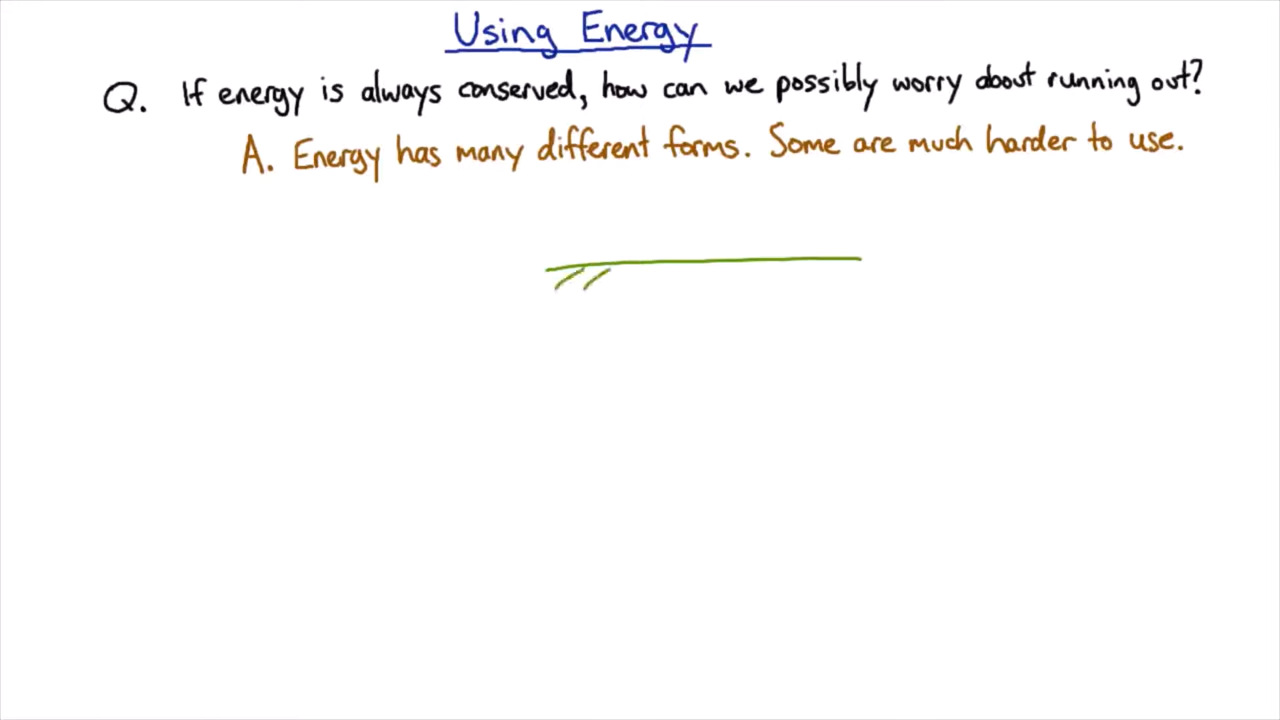 Using Energy
Q. If energy is always conserved, how can we possibly worry about running out?
A. Energy has many different forms. Some are much harder to use.